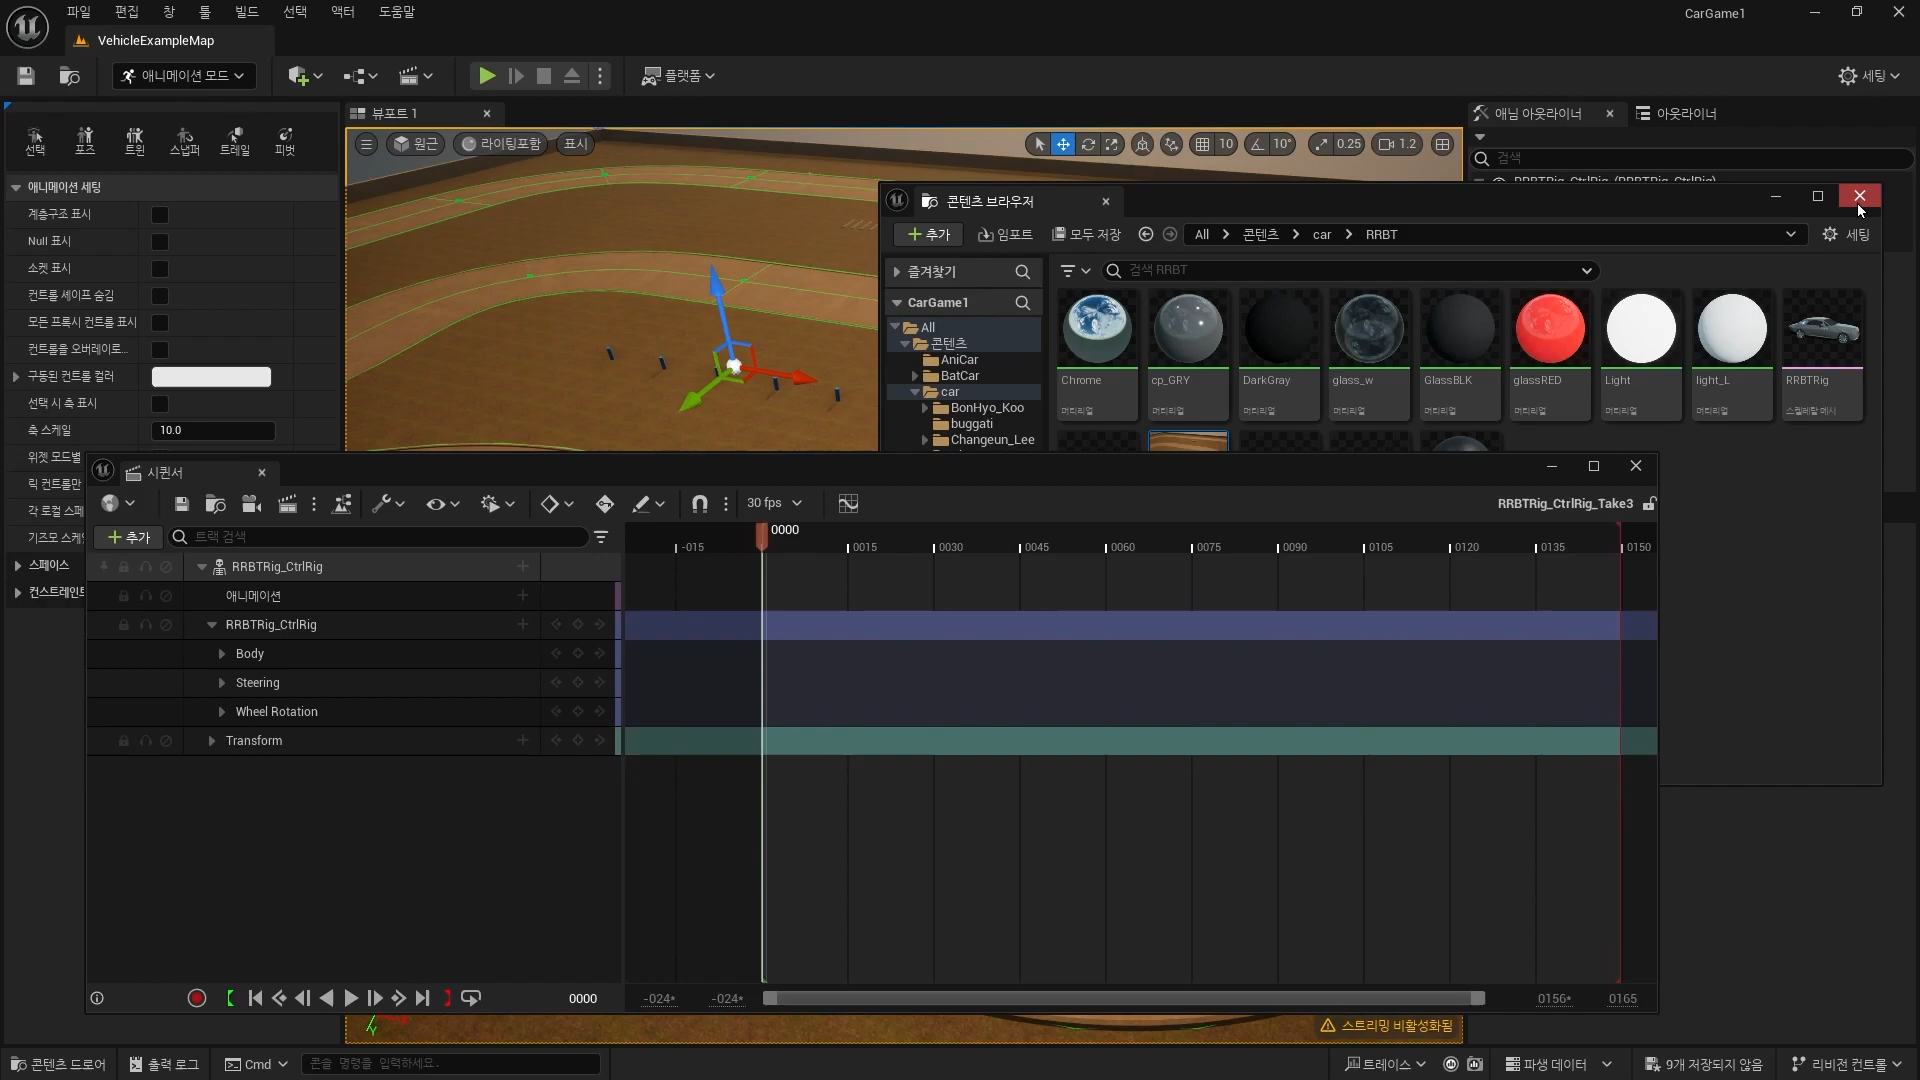 파일 편집 창 툴 빌드 선택 액터 도움말
CarGame1
VehicleExampleMap
애니메이션 모드
플랫폼
세팅
뷰포트 1
원근
라이팅포함
표시
10
10°
0.25
1.2
애님 아웃라이너
아웃라이너
검색
RRBTRig_CtrlRig (RRBTRig_CtrlRig)
선택
포즈
트윈
스냅퍼
트레일
피벗
애니메이션 세팅
계층구조 표시
Null 표시
소켓 표시
컨트롤 셰이프 숨김
모든 프록시 컨트롤 표시
컨트롤을 오버레이로...
구동된 컨트롤 컬러
선택 시 축 표시
축 스케일
10.0
위젯 모드별
릭 컨트롤만
각 로컬 스페
기즈모 스케
스페이스
컨스트레인트
콘텐츠 브라우저
추가
임포트
모두 저장
All > 콘텐츠 > car > RRBT
세팅
즐겨찾기
검색 RRBT
CarGame1
All
콘텐츠
AniCar
BatCar
car
BonHyo_Koo
buggati
Changeun_Lee
Chrome
머티리얼
cp_GRY
머티리얼
DarkGray
머티리얼
glass_w
머티리얼
GlassBLK
머티리얼
glassRED
머티리얼
Light
머티리얼
light_L
머티리얼
RRBTRig
스켈레탈 메시
시퀀서
30 fps
RRBTRig_CtrlRig_Take3
추가
트랙 검색
0000
-015
0015
0030
0045
0060
0075
0090
0105
0120
0135
0150
RRBTRig_CtrlRig
애니메이션
RRBTRig_CtrlRig
Body
Steering
Wheel Rotation
Transform
0000
-024*
-024*
0156*
0165
스트리밍 비활성화됨
콘텐츠 드로어
출력 로그
Cmd
콘솔 명령을 입력하세요.
트레이스
파생 데이터
9개 저장되지 않음
리비전 컨트롤